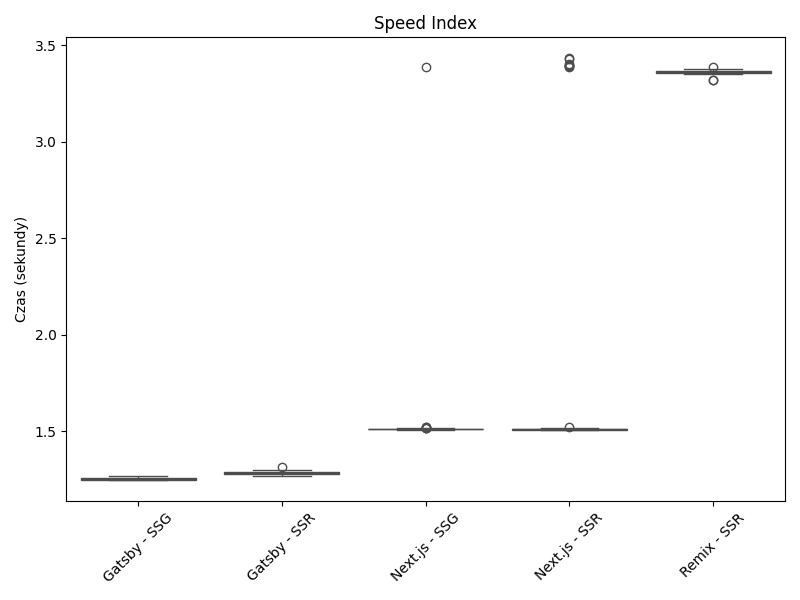 Speed Index
Czas (sekundy)
3.5
3.0
2.5
2.0
1.5
Gatsby - SSG
Gatsby - SSR
Next.js - SSG
Next.js - SSR
Remix - SSR